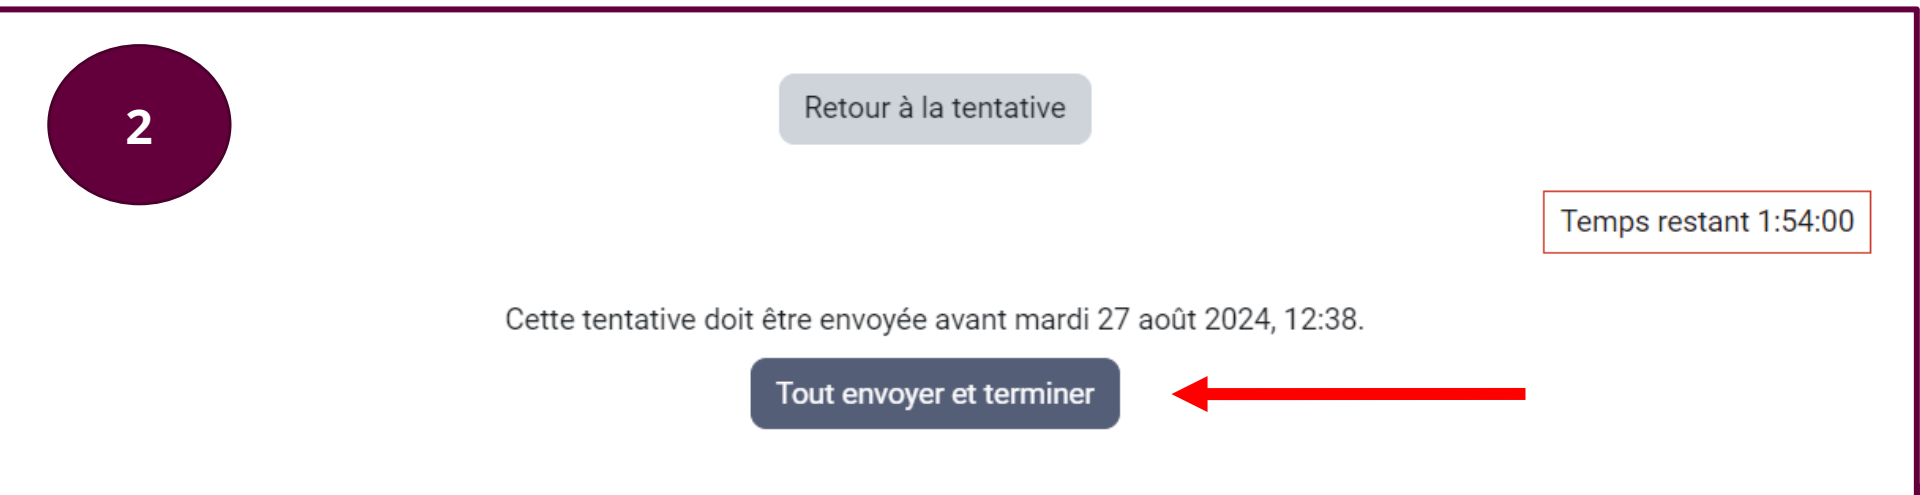 2
Retour à la tentative
Temps restant 1:54:00
Cette tentative doit être envoyée avant mardi 27 août 2024, 12:38.
Tout envoyer et terminer